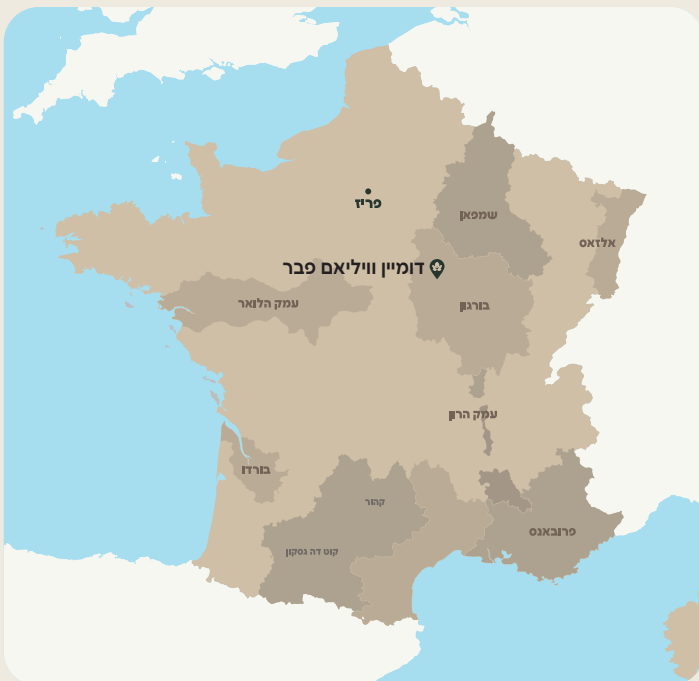 פריז
שמפאן
אלזאס
דומיין וויליאם פבר
עמק הלואר
בורגון
עמק הרון
בורדו
קהור
פרובאנס
קוט דה גסקון